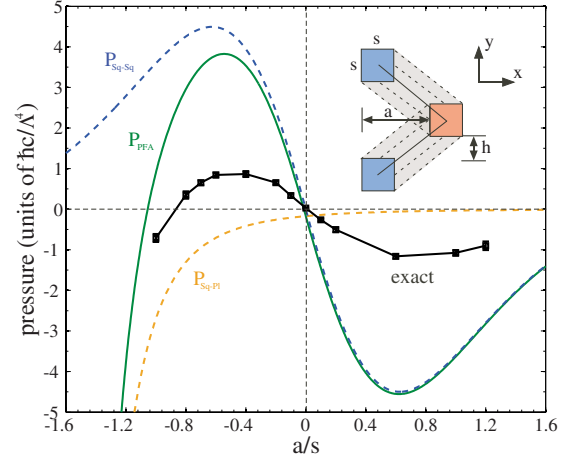 5
4
3
2
1
0
-1
-2
-3
-4
-5
pressure (units of ℏc/Λ⁴)
-1.6
-1.2
-0.8
-0.4
0
0.4
0.8
1.2
1.6
a/s
P_Sq-Sq
P_PFA
P_Sq-Pl
exact
s
s
a
h
y
x